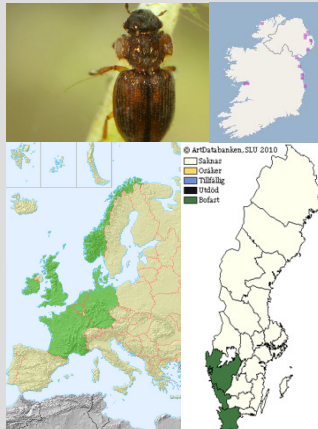 © ArtDatabanken, SLU 2010
Saknas
Osäker
Tillfällig
Utdöd
Bofast